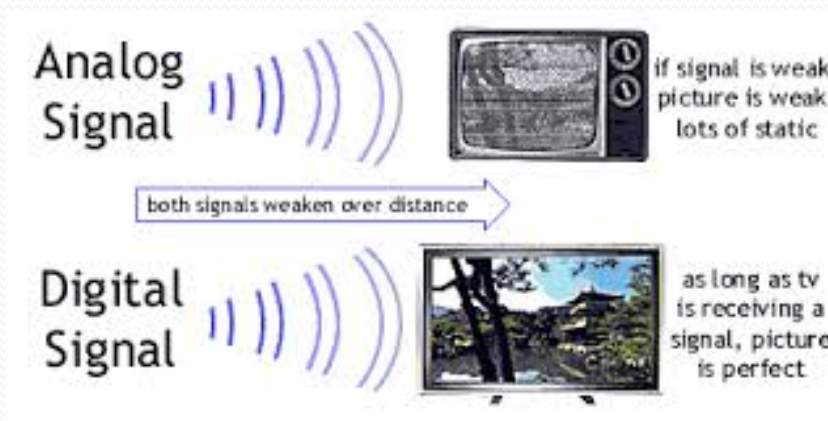 Analog
Signal
if signal is weak
picture is weak
lots of static
both signals weaken over distance
Digital
Signal
as long as tv
is receiving a
signal, picture
is perfect